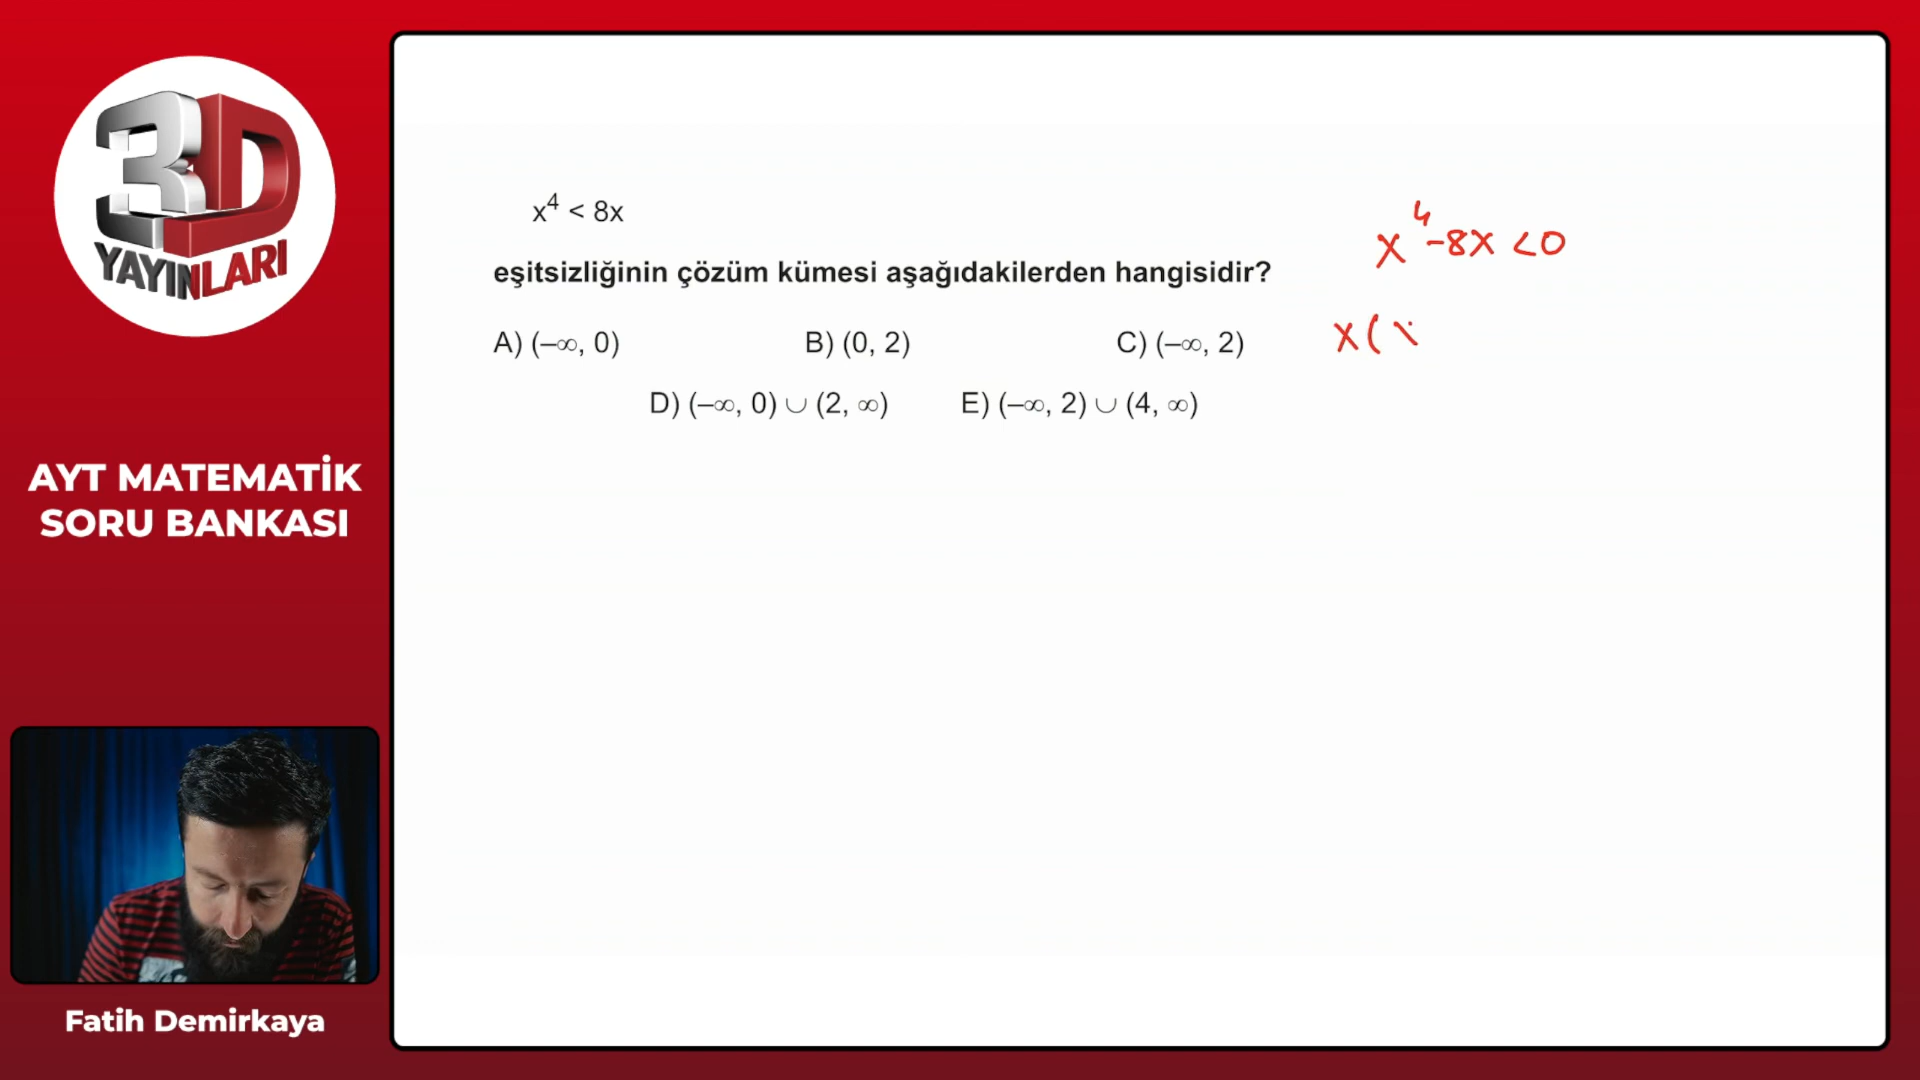 3D
YAYINLARI
AYT MATEMATİK
SORU BANKASI
Fatih Demirkaya
x⁴ < 8x
eşitsizliğinin çözüm kümesi aşağıdakilerden hangisidir?
A) (–∞, 0) B) (0, 2) C) (–∞, 2)
D) (–∞, 0) ∪ (2, ∞) E) (–∞, 2) ∪ (4, ∞)
x⁴-8x <0
x(